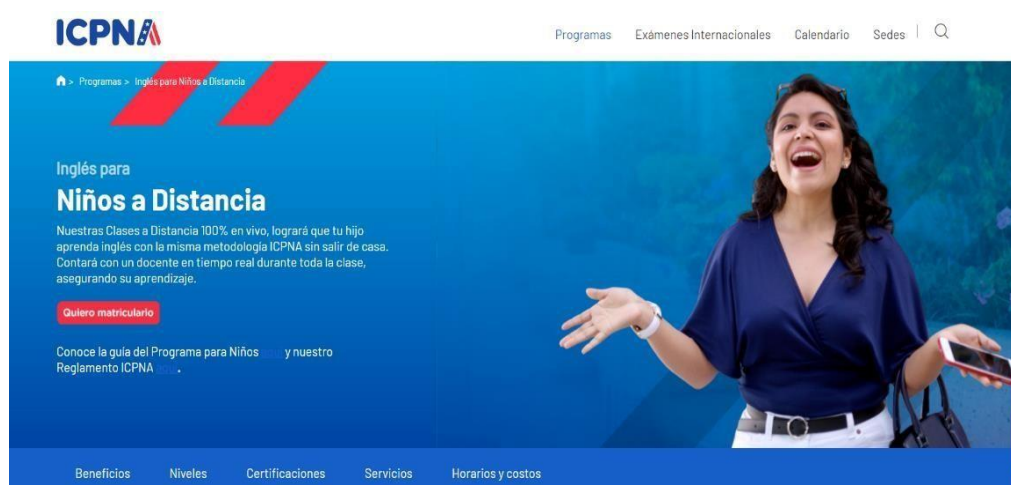 ICPNA
Programas Exámenes Internacionales Calendario Sedes
> Programas > Inglés para Niños a Distancia
Inglés para
Niños a Distancia
Nuestras Clases a Distancia 100% en vivo, logrará que tu hijo
aprenda inglés con la misma metodología ICPNA sin salir de casa.
Contará con un docente en tiempo real durante toda la clase,
asegurando su aprendizaje.
Quiero matricularlo
Conoce la guía del Programa para Niños y nuestro
Reglamento ICPNA .
Beneficios Niveles Certificaciones Servicios Horarios y costos